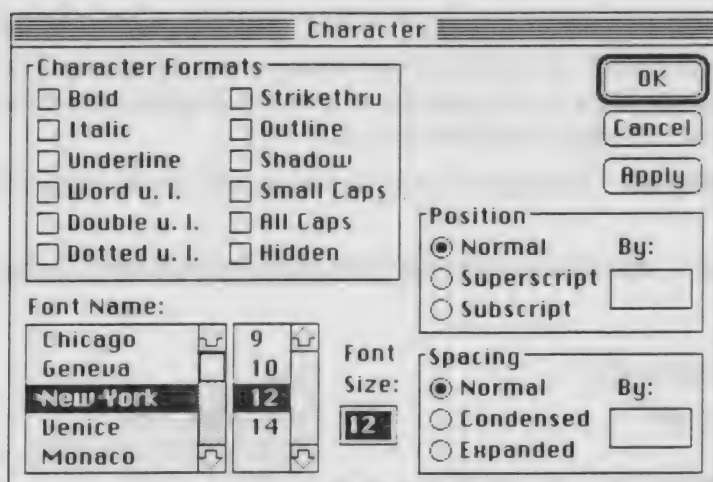 Character
Character Formats
Bold
Italic
Underline
Word u. l.
Double u. l.
Dotted u. l.
Strikethru
Outline
Shadow
Small Caps
All Caps
Hidden
OK
Cancel
Apply
Position
Normal
Superscript
Subscript
By:
Font Name:
Chicago
Geneva
New York
Venice
Monaco
9
10
12
14
Font
Size:
12
Spacing
Normal
Condensed
Expanded
By: